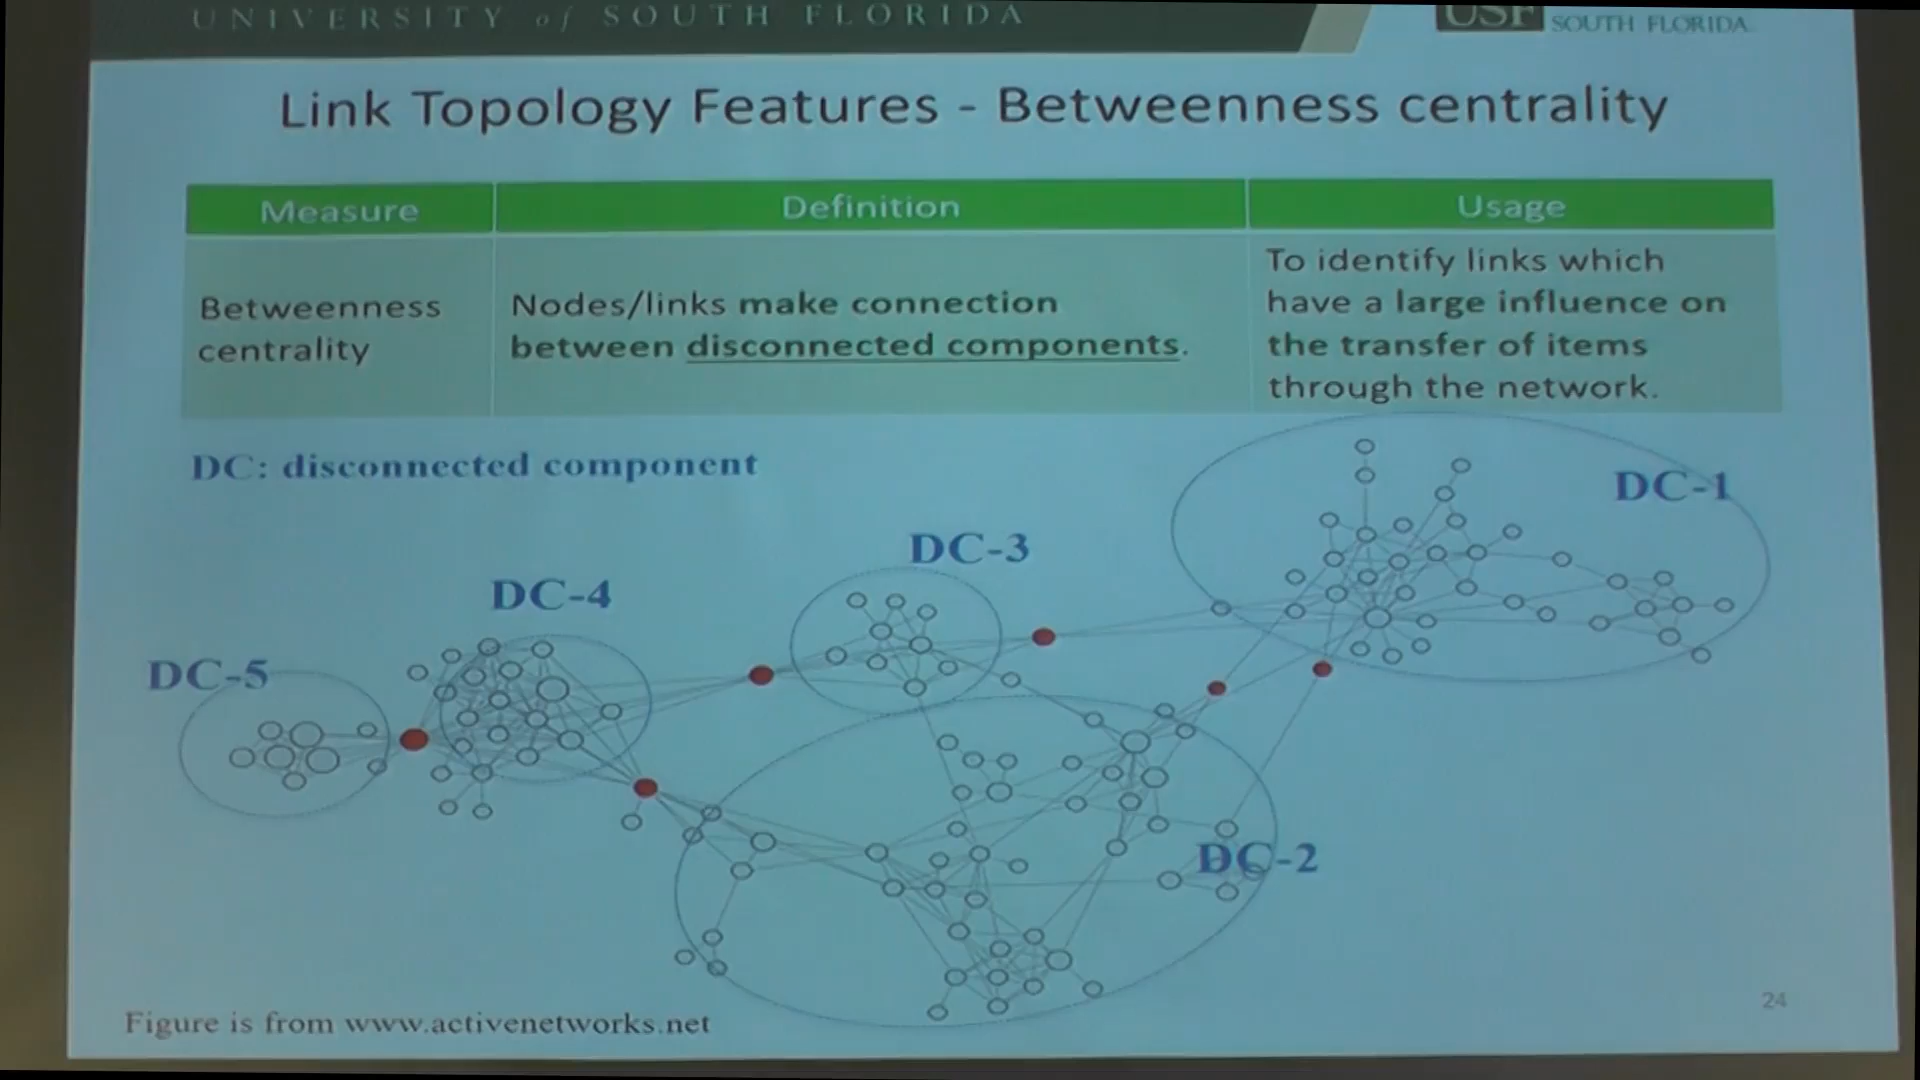 UNIVERSITY of SOUTH FLORIDA
USF SOUTH FLORIDA
Link Topology Features - Betweenness centrality
Measure
Definition
Usage
Betweenness
centrality
Nodes/links make connection
between disconnected components.
To identify links which
have a large influence on
the transfer of items
through the network.
DC: disconnected component
DC-1
DC-3
DC-4
DC-5
DC-2
Figure is from www.activenetworks.net
24